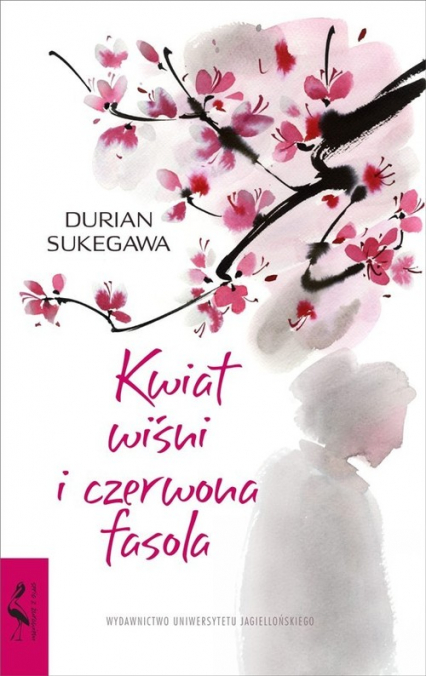 DURIAN
SUKEGAWA
Kwiat
wiśni
i czerwona
fasola
WYDAWNICTWO UNIWERSYTETU JAGIELLOŃSKIEGO